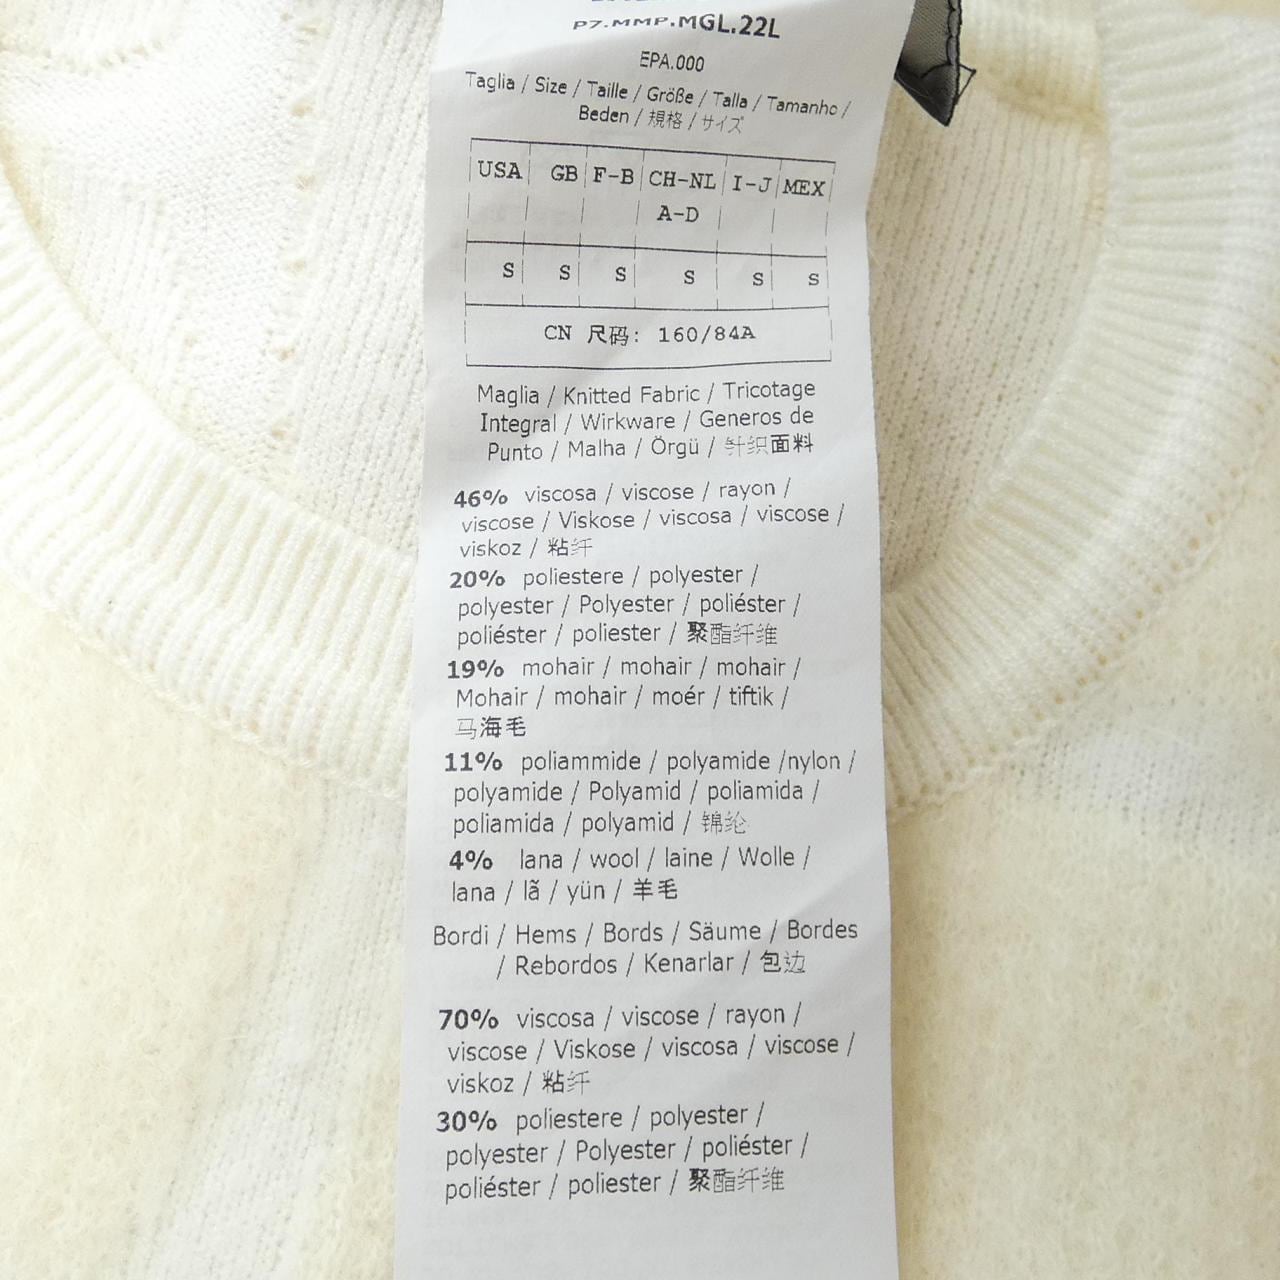 P7.MMP.MGL.22L
EPA.000
Taglia / Size / Taille / Größe / Talla / Tamanho /
Beden / 規格 / サイズ
USA GB F-B CH-NL I-J MEX
A-D
S S S S S S
CN 尺码: 160/84A
Maglia / Knitted Fabric / Tricotage
Integral / Wirkware / Generos de
Punto / Malha / Örgü / 针织面料
46% viscosa / viscose / rayon /
viscose / Viskose / viscosa / viscose /
viskoz / 粘纤
20% poliestere / polyester /
polyester / Polyester / poliéster /
poliéster / poliester / 聚酯纤维
19% mohair / mohair / mohair /
Mohair / mohair / moér / tiftik /
马海毛
11% poliammide / polyamide /nylon /
polyamide / Polyamid / poliamida /
poliamida / polyamid / 锦纶
4% lana / wool / laine / Wolle /
lana / lã / yün / 羊毛
Bordi / Hems / Bords / Säume / Bordes
/ Rebordos / Kenarlar / 包边
70% viscosa / viscose / rayon /
viscose / Viskose / viscosa / viscose /
viskoz / 粘纤
30% poliestere / polyester /
polyester / Polyester / poliéster /
poliéster / poliester / 聚酯纤维